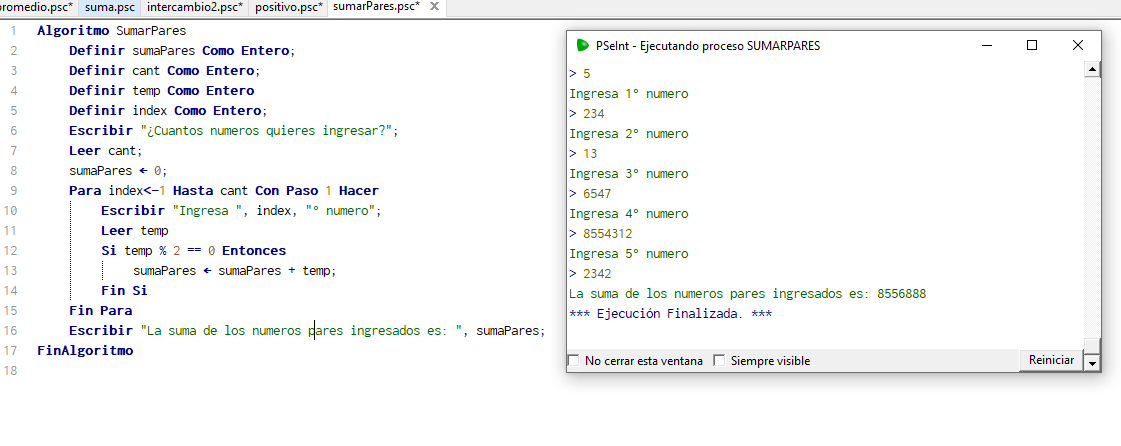 promedio.psc* suma.psc intercambio2.psc* positivo.psc* sumarPares.psc* X
1 Algoritmo SumarPares
2 Definir sumaPares Como Entero;
3 Definir cant Como Entero;
4 Definir temp Como Entero
5 Definir index Como Entero;
6 Escribir "¿Cuantos numeros quieres ingresar?";
7 Leer cant;
8 sumaPares ← 0;
9 Para index<-1 Hasta cant Con Paso 1 Hacer
10 Escribir "Ingresa ", index, "° numero";
11 Leer temp
12 Si temp % 2 == 0 Entonces
13 sumaPares ← sumaPares + temp;
14 Fin Si
15 Fin Para
16 Escribir "La suma de los numeros pares ingresados es: ", sumaPares;
17 FinAlgoritmo
18
PSeInt - Ejecutando proceso SUMARPARES
> 5
Ingresa 1° numero
> 234
Ingresa 2° numero
> 13
Ingresa 3° numero
> 6547
Ingresa 4° numero
> 8554312
Ingresa 5° numero
> 2342
La suma de los numeros pares ingresados es: 8556888
*** Ejecución Finalizada. ***
No cerrar esta ventana Siempre visible Reiniciar